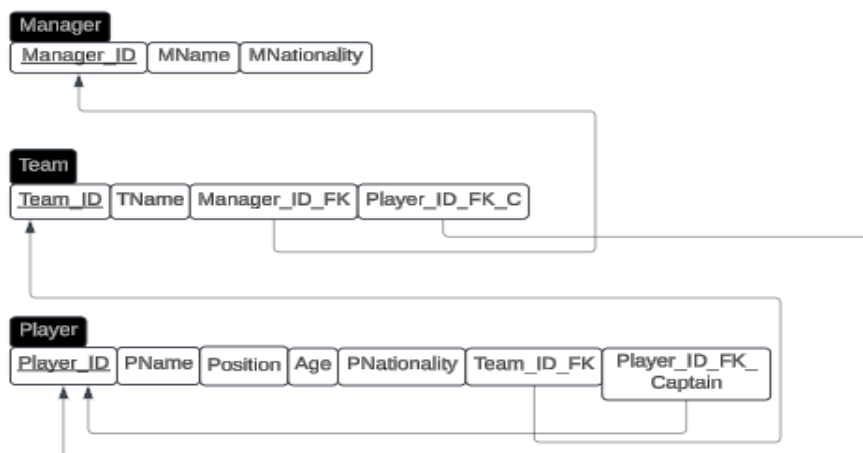 Manager
Manager_ID MName MNationality
Team
Team_ID TName Manager_ID_FK Player_ID_FK_C
Player
Player_ID PName Position Age PNationality Team_ID_FK Player_ID_FK_
Captain